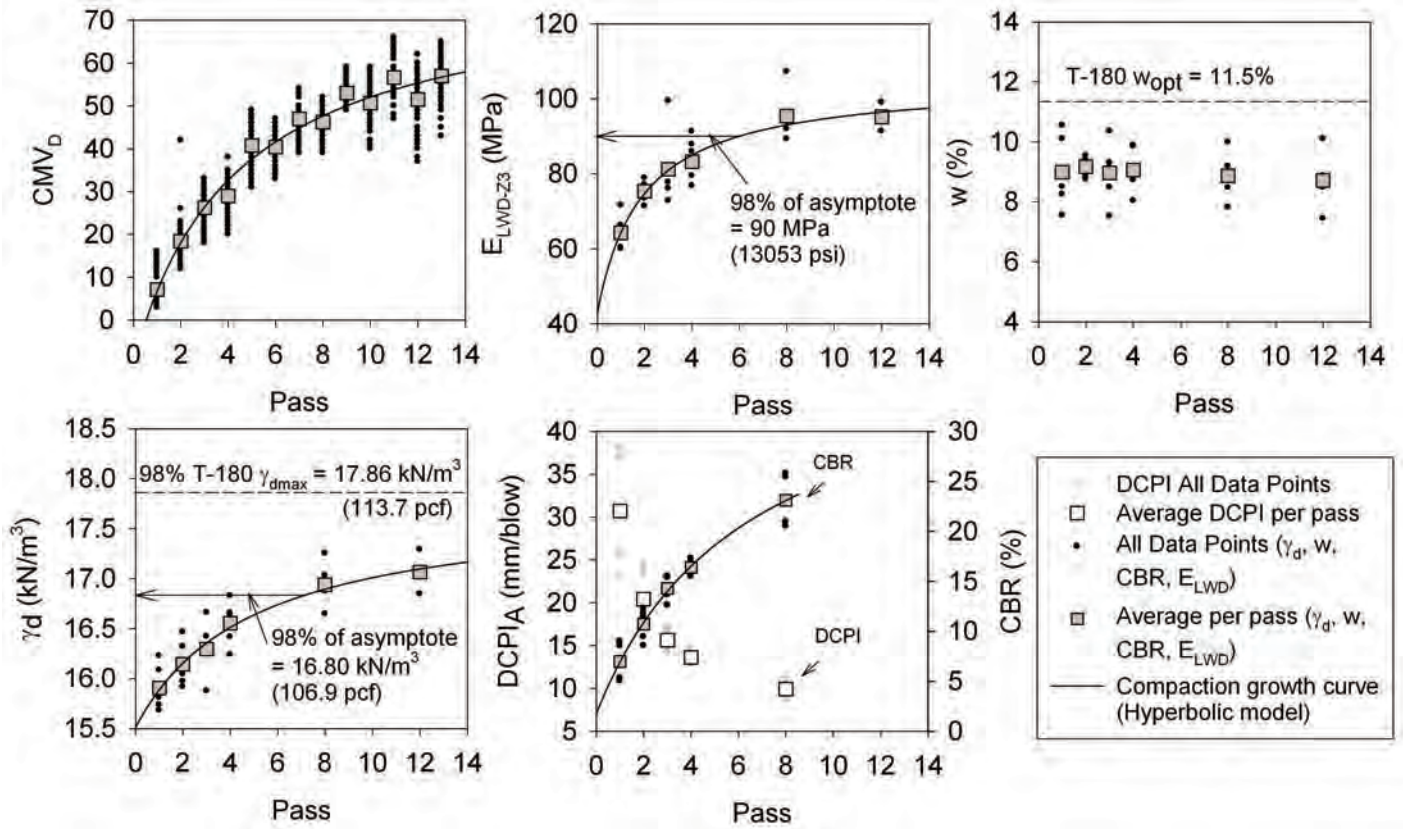 70
60
50
40
30
20
10
0
CMV_D
0 2 4 6 8 10 12 14
Pass
120
100
80
60
40
E_LWD-Z3 (MPa)
98% of asymptote
= 90 MPa
(13053 psi)
0 2 4 6 8 10 12 14
Pass
14
12
10
8
6
4
w (%)
T-180 w_opt = 11.5%
0 2 4 6 8 10 12 14
Pass
18.5
18.0
17.5
17.0
16.5
16.0
15.5
γd (kN/m³)
98% T-180 γ_dmax = 17.86 kN/m³
(113.7 pcf)
98% of asymptote
= 16.80 kN/m³
(106.9 pcf)
0 2 4 6 8 10 12 14
Pass
40
35
30
25
20
15
10
5
DCPI_A (mm/blow)
CBR
DCPI
30
25
20
15
10
5
0
CBR (%)
0 2 4 6 8 10 12 14
Pass
DCPI All Data Points
Average DCPI per pass
All Data Points (γ_d, w,
CBR, E_LWD)
Average per pass (γ_d, w,
CBR, E_LWD)
Compaction growth curve
(Hyperbolic model)